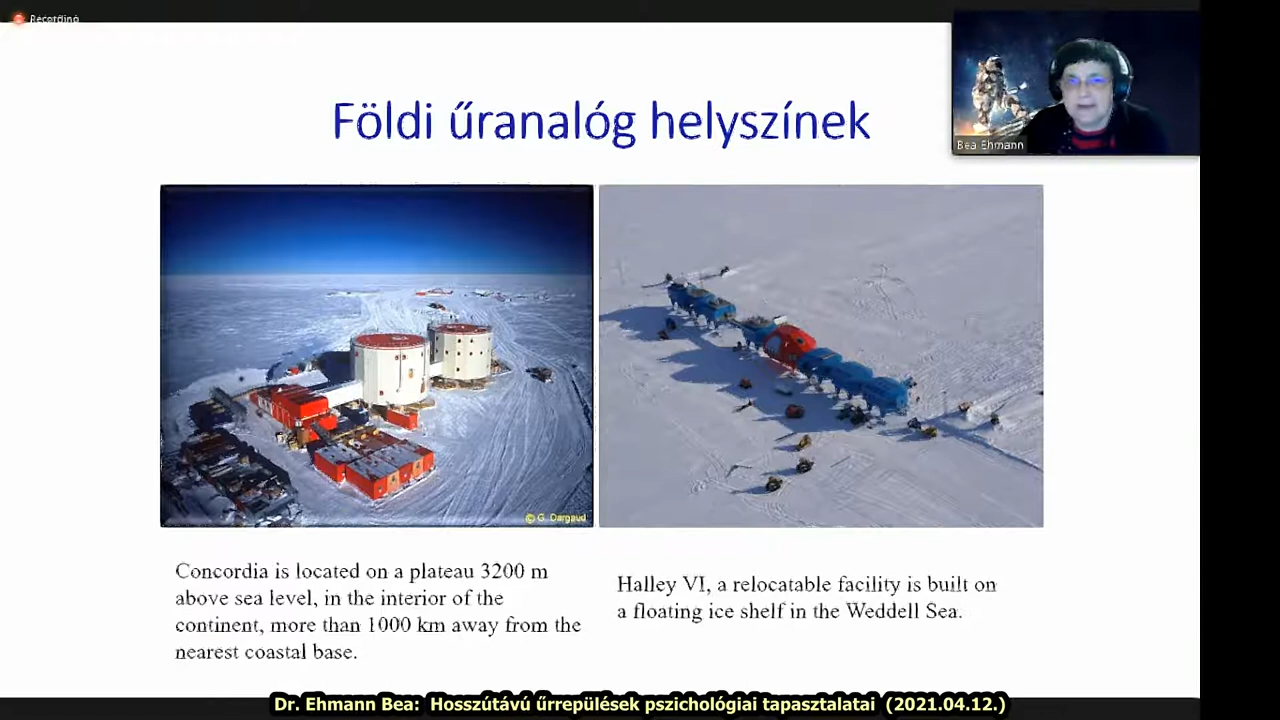 Recording
Földi űranalóg helyszínek
Bea Ehmann
© G. Dargaud
Concordia is located on a plateau 3200 m
above sea level, in the interior of the
continent, more than 1000 km away from the
nearest coastal base.
Halley VI, a relocatable facility is built on
a floating ice shelf in the Weddell Sea.
Dr. Ehmann Bea: Hosszútávú űrrepülések pszichológiai tapasztalatai (2021.04.12.)